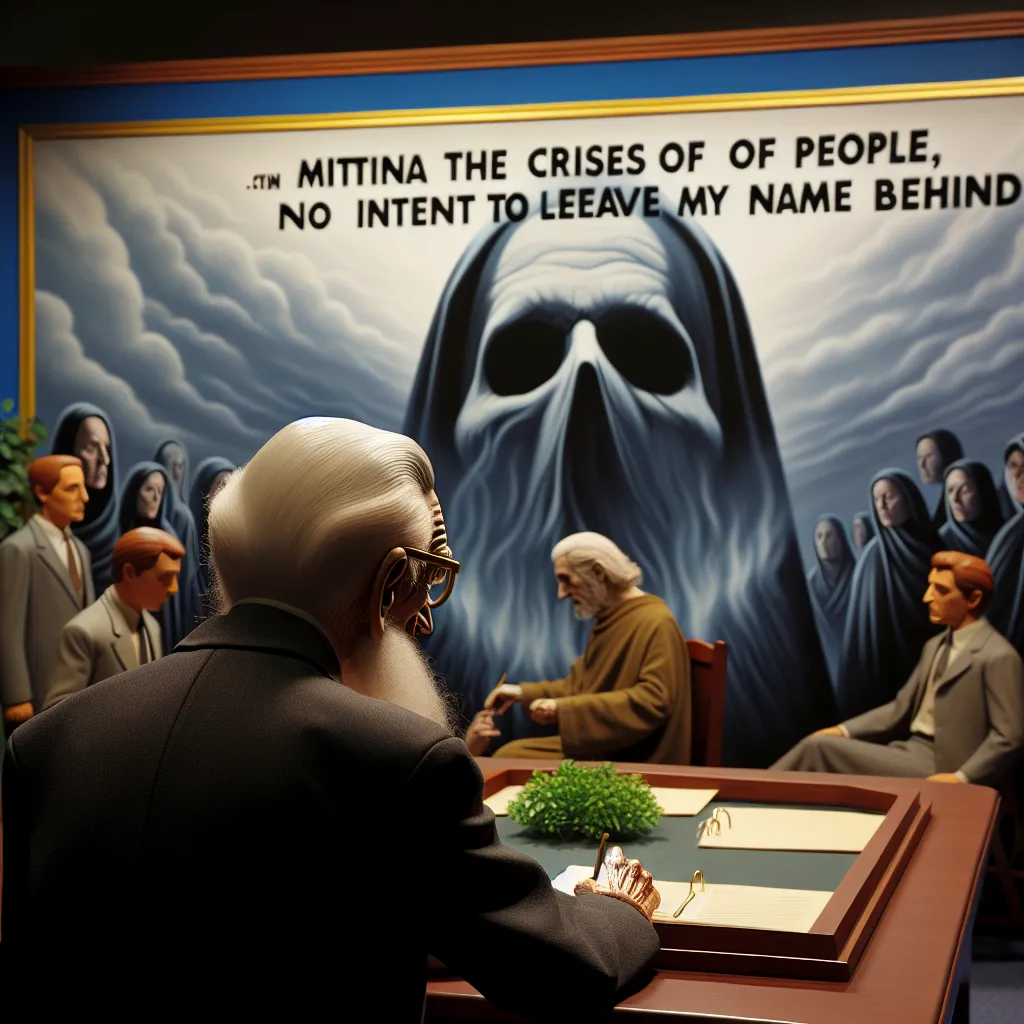 MITTINA THE CRISES OF OF PEOPLE,
NO INTENT TO LEEAVE MY NAME BEHIND